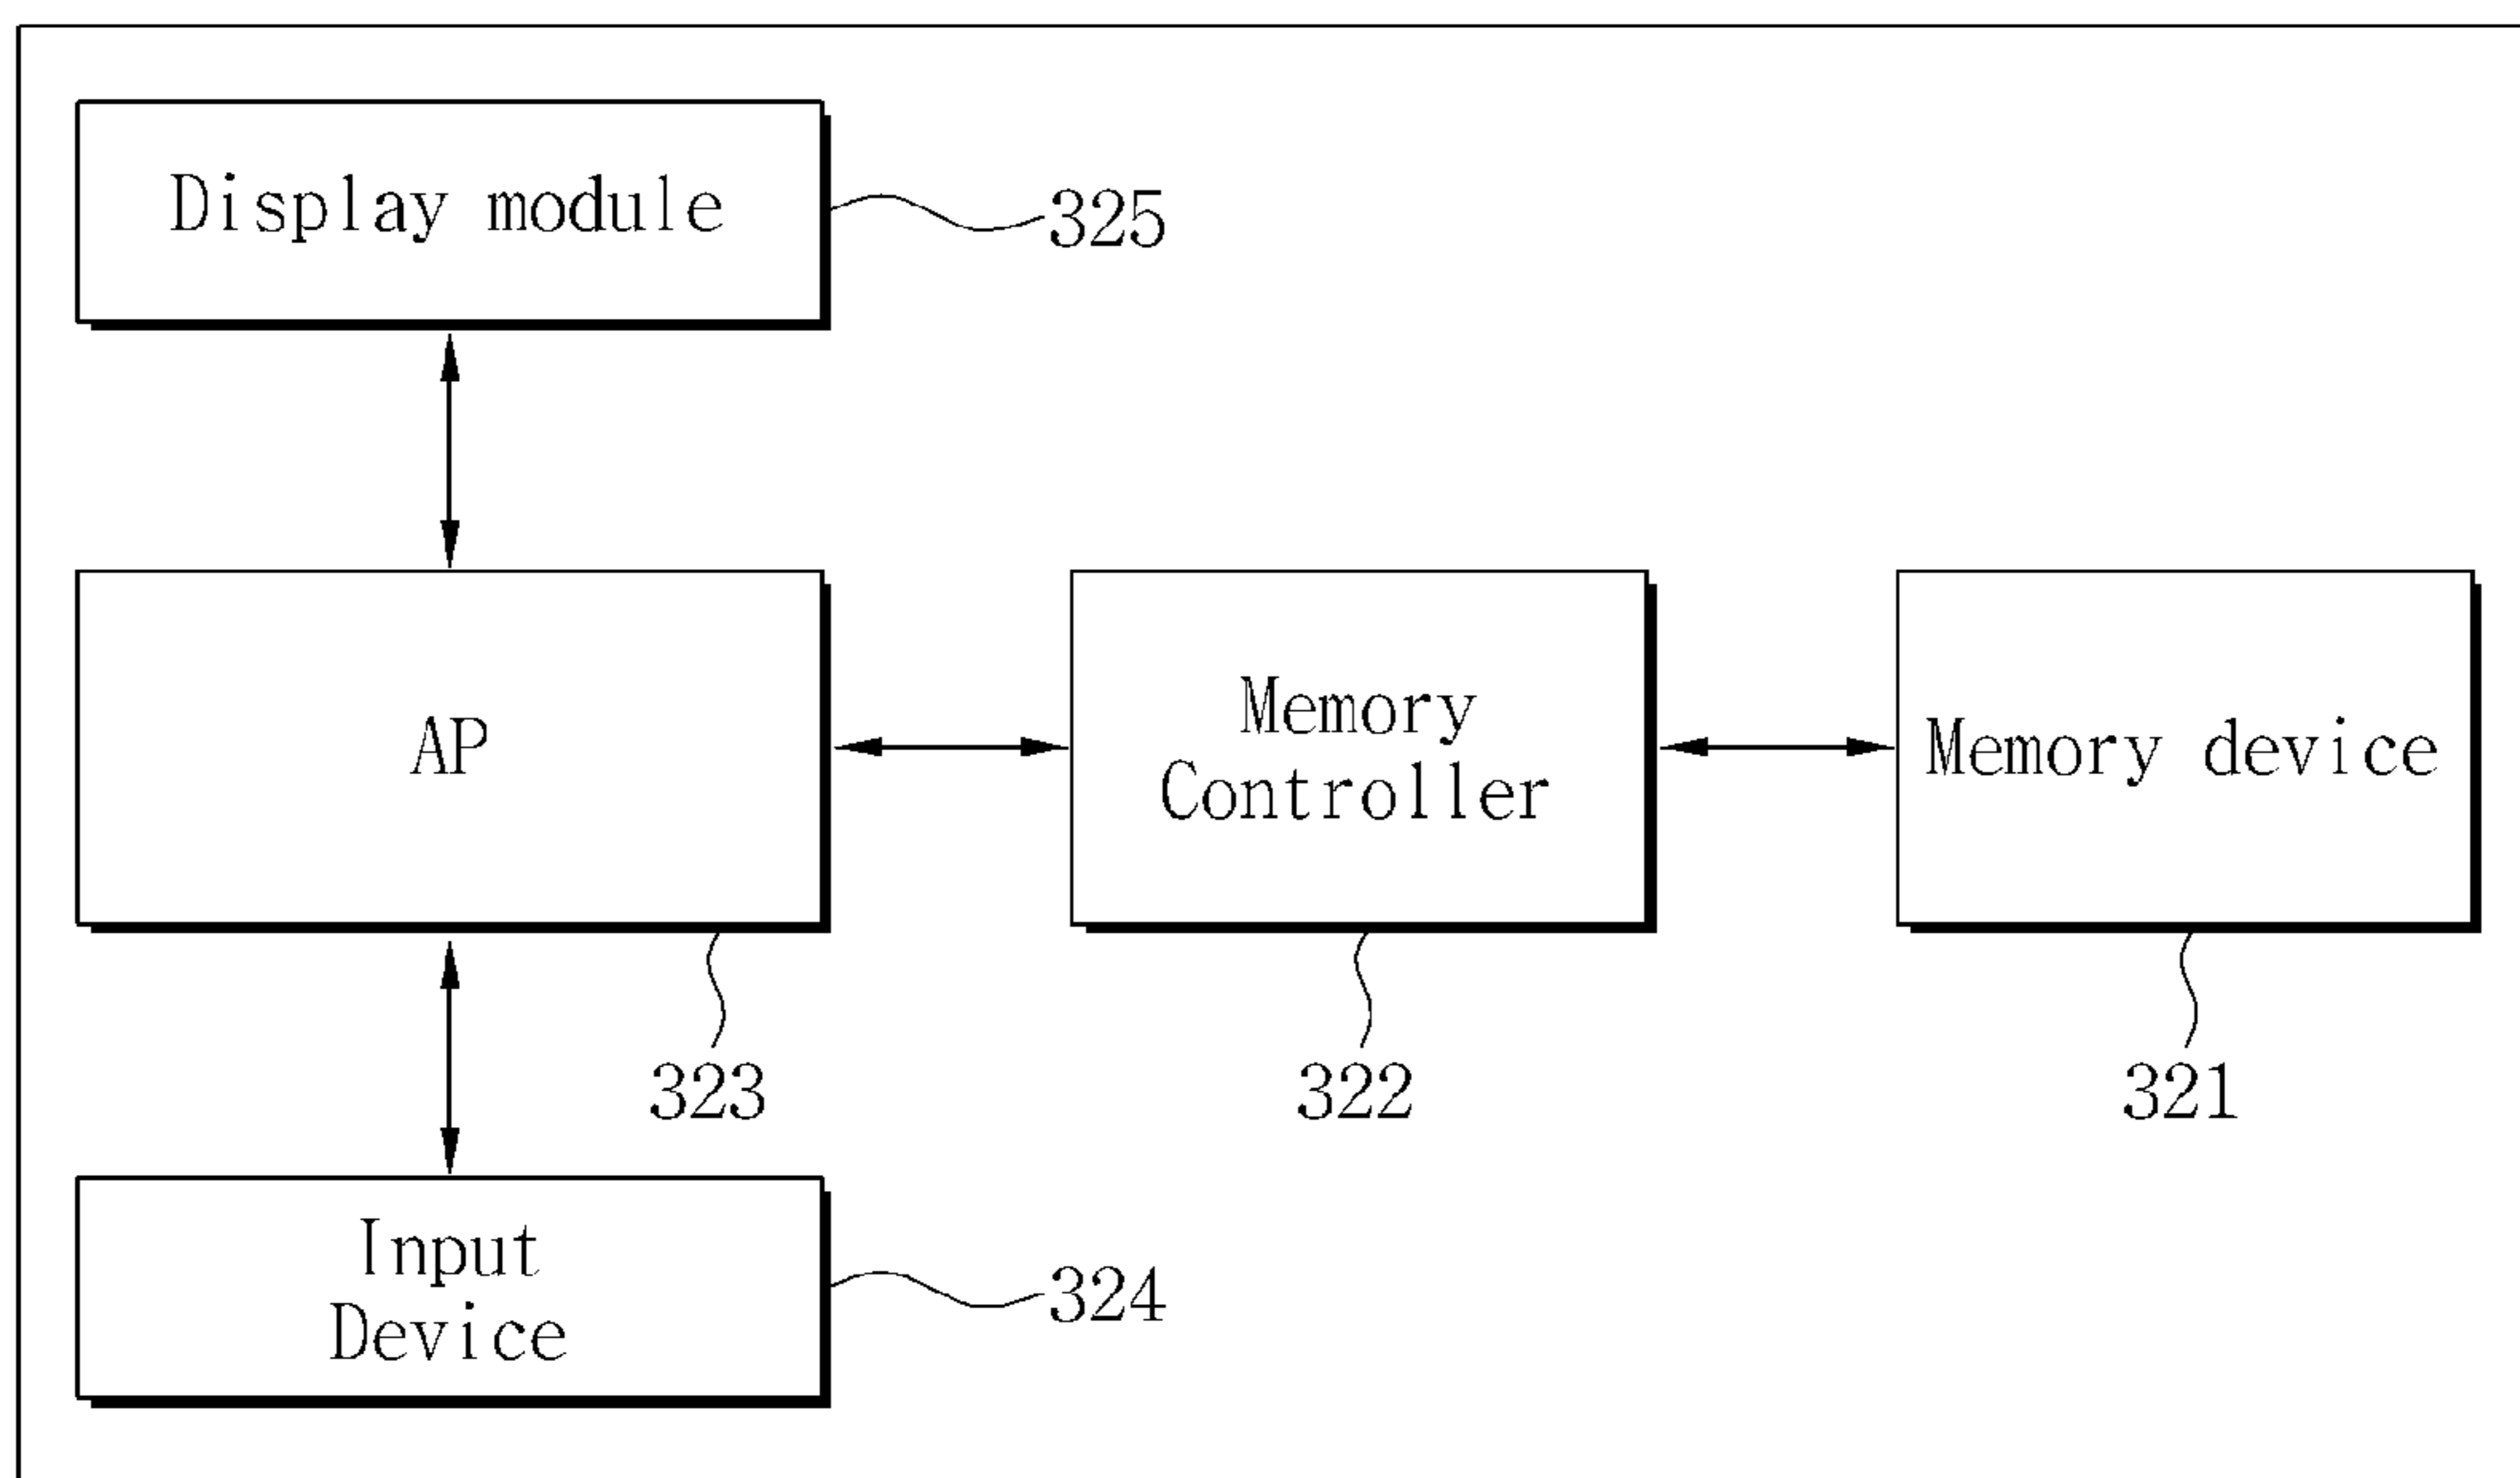 Display module
325
AP
Memory
Controller
Memory device
323
322
321
Input
Device
324